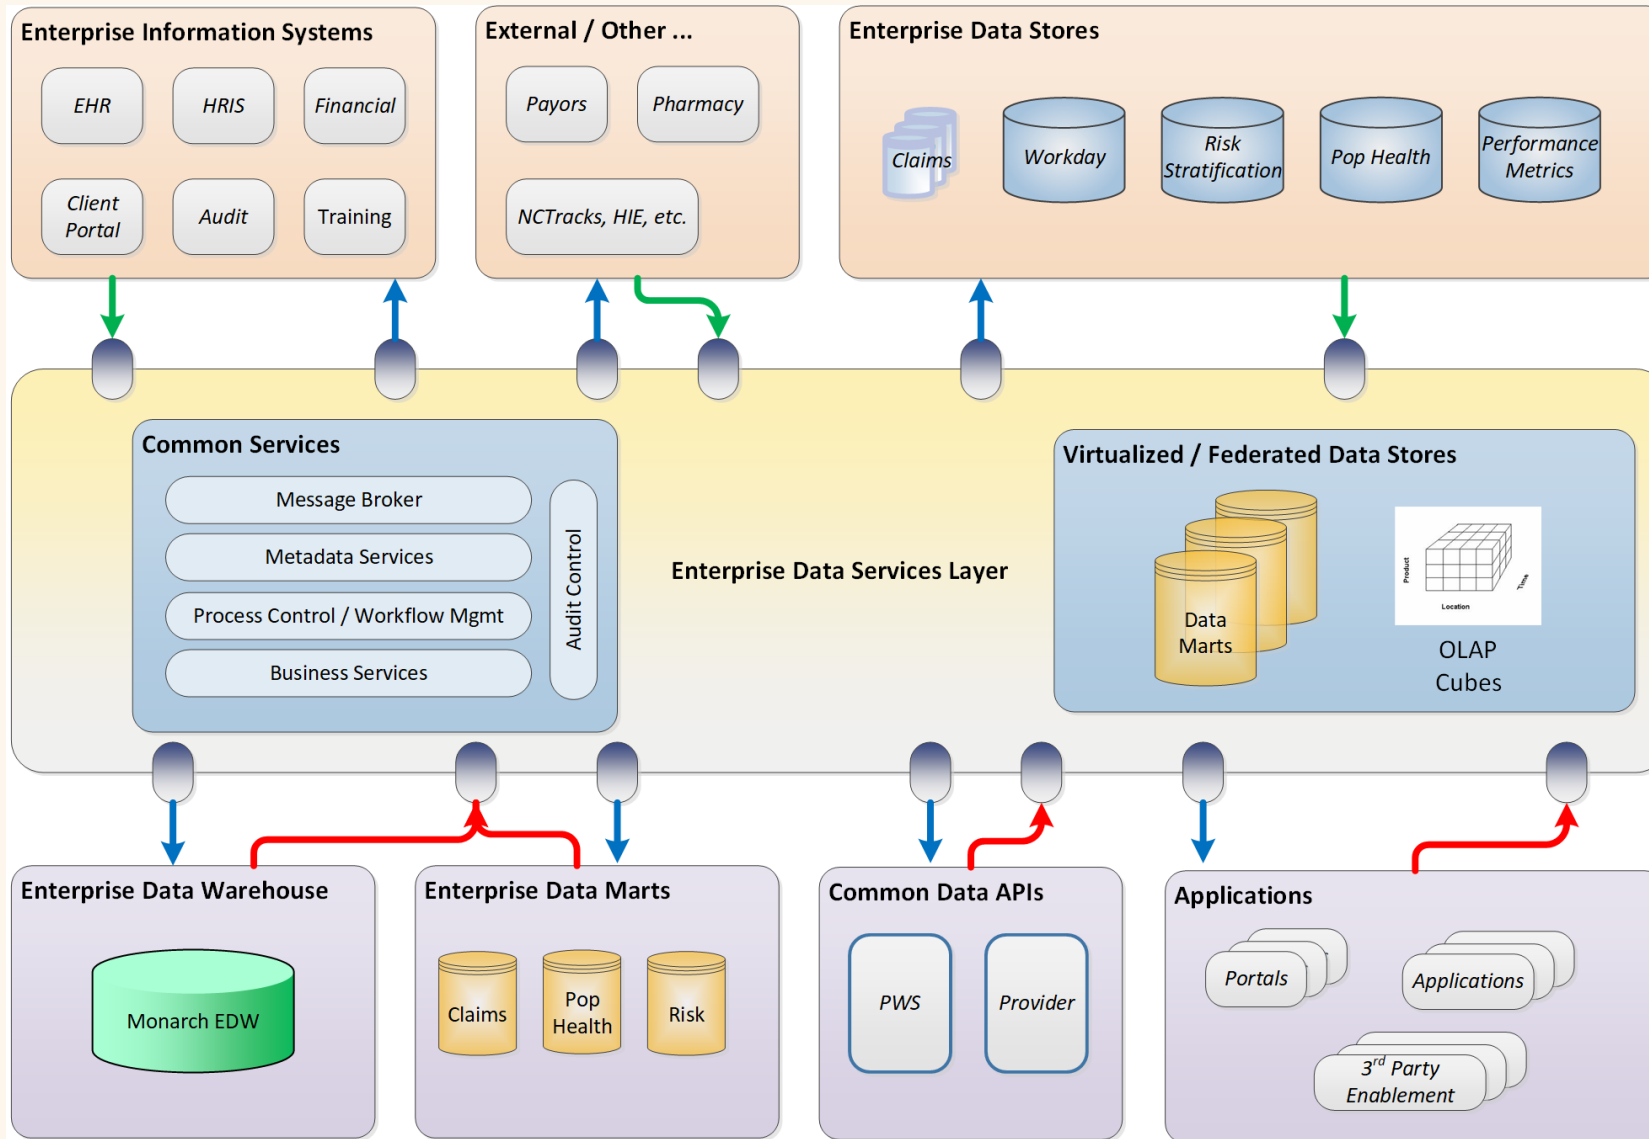 Enterprise Information Systems
EHR
HRIS
Financial
Client
Portal
Audit
Training
External / Other ...
Payors
Pharmacy
NCTracks, HIE, etc.
Enterprise Data Stores
Claims
Workday
Risk
Stratification
Pop Health
Performance
Metrics
Common Services
Message Broker
Metadata Services
Process Control / Workflow Mgmt
Business Services
Audit Control
Enterprise Data Services Layer
Virtualized / Federated Data Stores
Data
Marts
Product
Location
Time
OLAP
Cubes
Enterprise Data Warehouse
Monarch EDW
Enterprise Data Marts
Claims
Pop
Health
Risk
Common Data APIs
PWS
Provider
Applications
Portals
Applications
3rd Party
Enablement